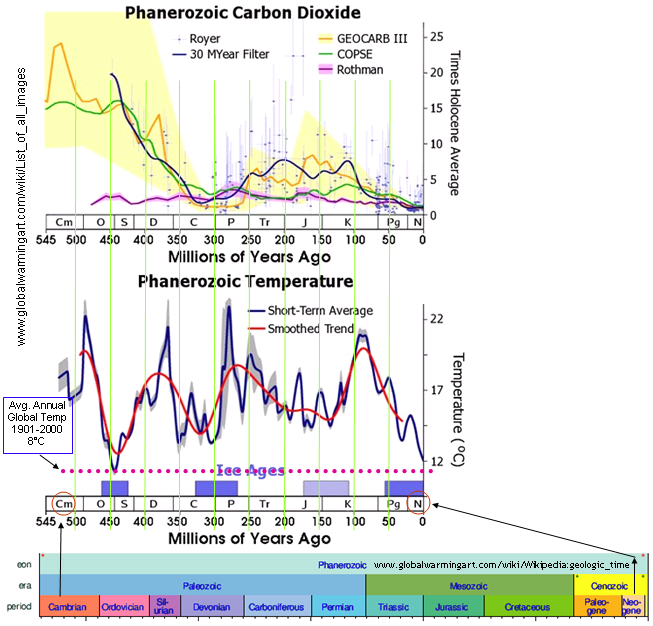 Phanerozoic Carbon Dioxide
www.globalwarmingart.com/wiki/List_of_all_images
Royer
30 MYear Filter
GEOCARB III
COPSE
Rothman
25
20
15
10
5
0
Times Holocene Average
Cm O S D C P Tr J K Pg N
545 500 450 400 350 300 250 200 150 100 50 0
Millions of Years Ago
Phanerozoic Temperature
Short-Term Average
Smoothed Trend
22
17
12
Temperature (°C)
Avg. Annual
Global Temp
1901-2000
8°C
Ice Ages
Cm O S D C P Tr J K Pg N
545 500 450 400 350 300 250 200 150 100 50 0
Millions of Years Ago
eon Phanerozoic www.globalwarmingart.com/wiki/Wikipedia:geologic_time
era Paleozoic Mesozoic Cenozoic
period Cambrian Ordovician Sil-
urian Devonian Carboniferous Permian Triassic Jurassic Cretaceous Paleo-
gene Neo-
gene